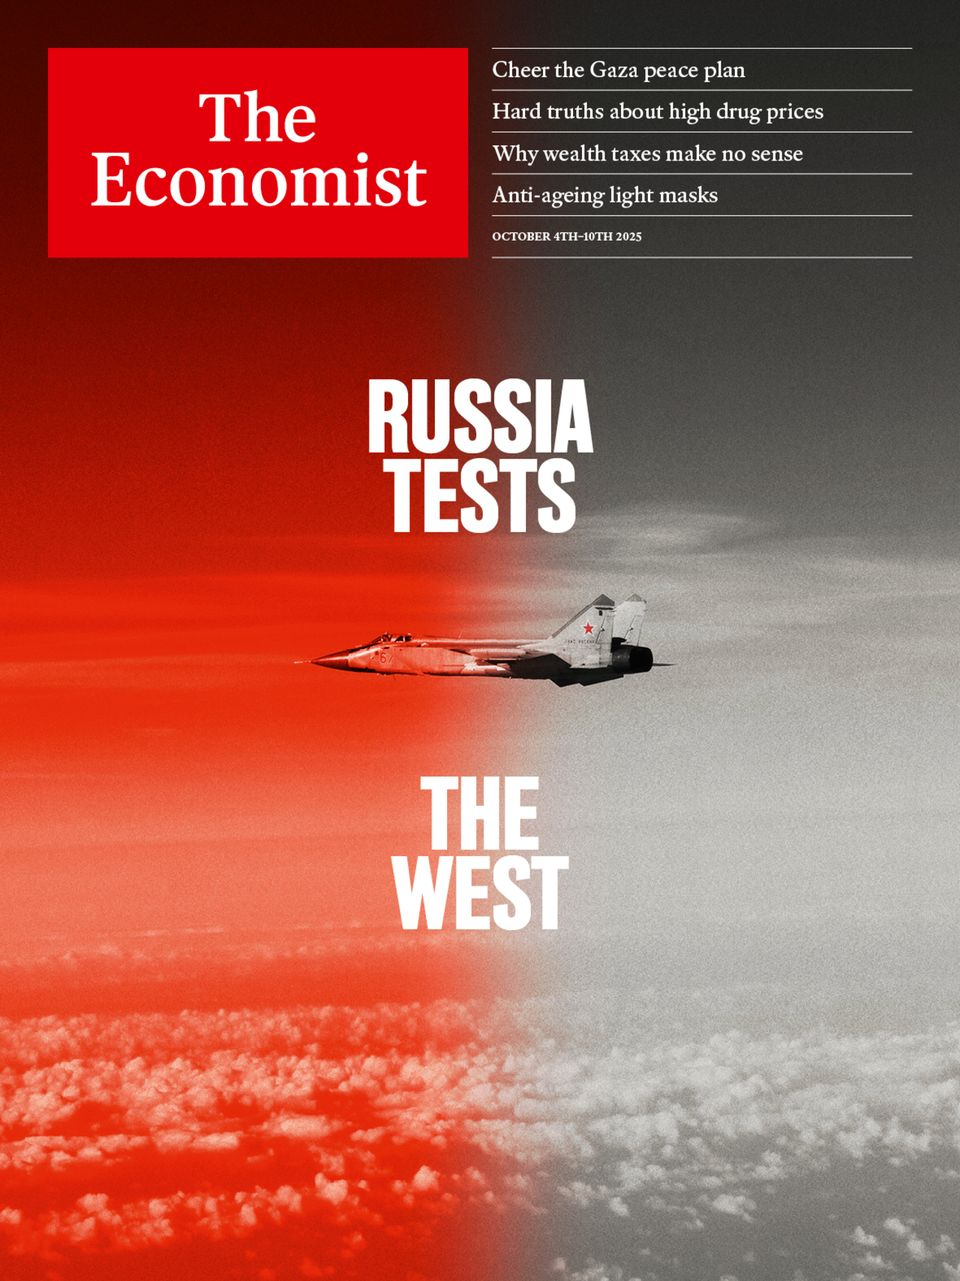 The
Economist
Cheer the Gaza peace plan
Hard truths about high drug prices
Why wealth taxes make no sense
Anti-ageing light masks
OCTOBER 4TH–10TH 2025
RUSSIA
TESTS
THE
WEST